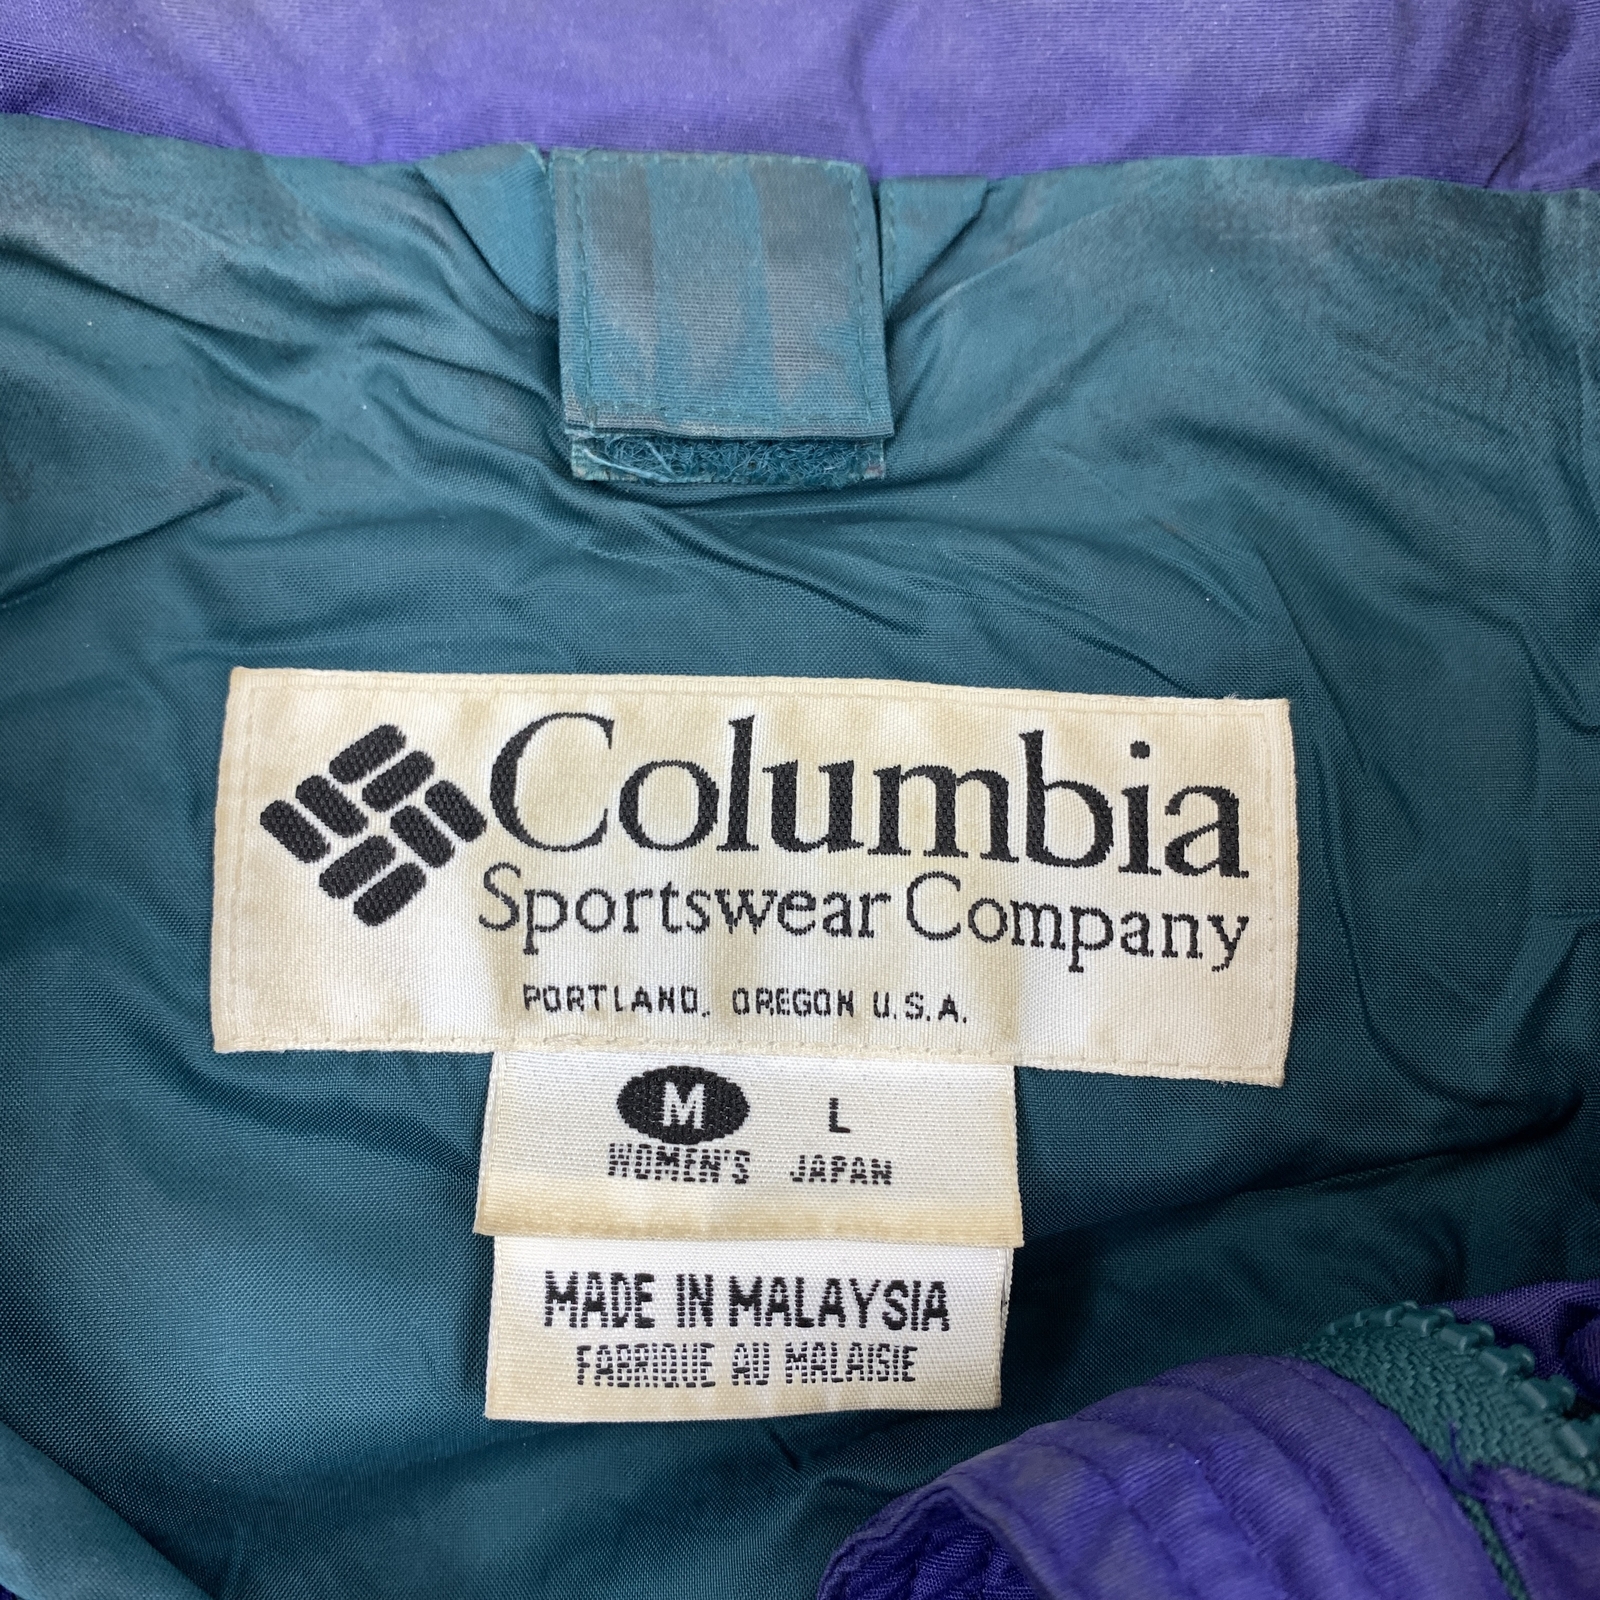 Columbia
Sportswear Company
PORTLAND, OREGON U.S.A.
M L
WOMEN'S JAPAN
MADE IN MALAYSIA
FABRIQUE AU MALAISIE